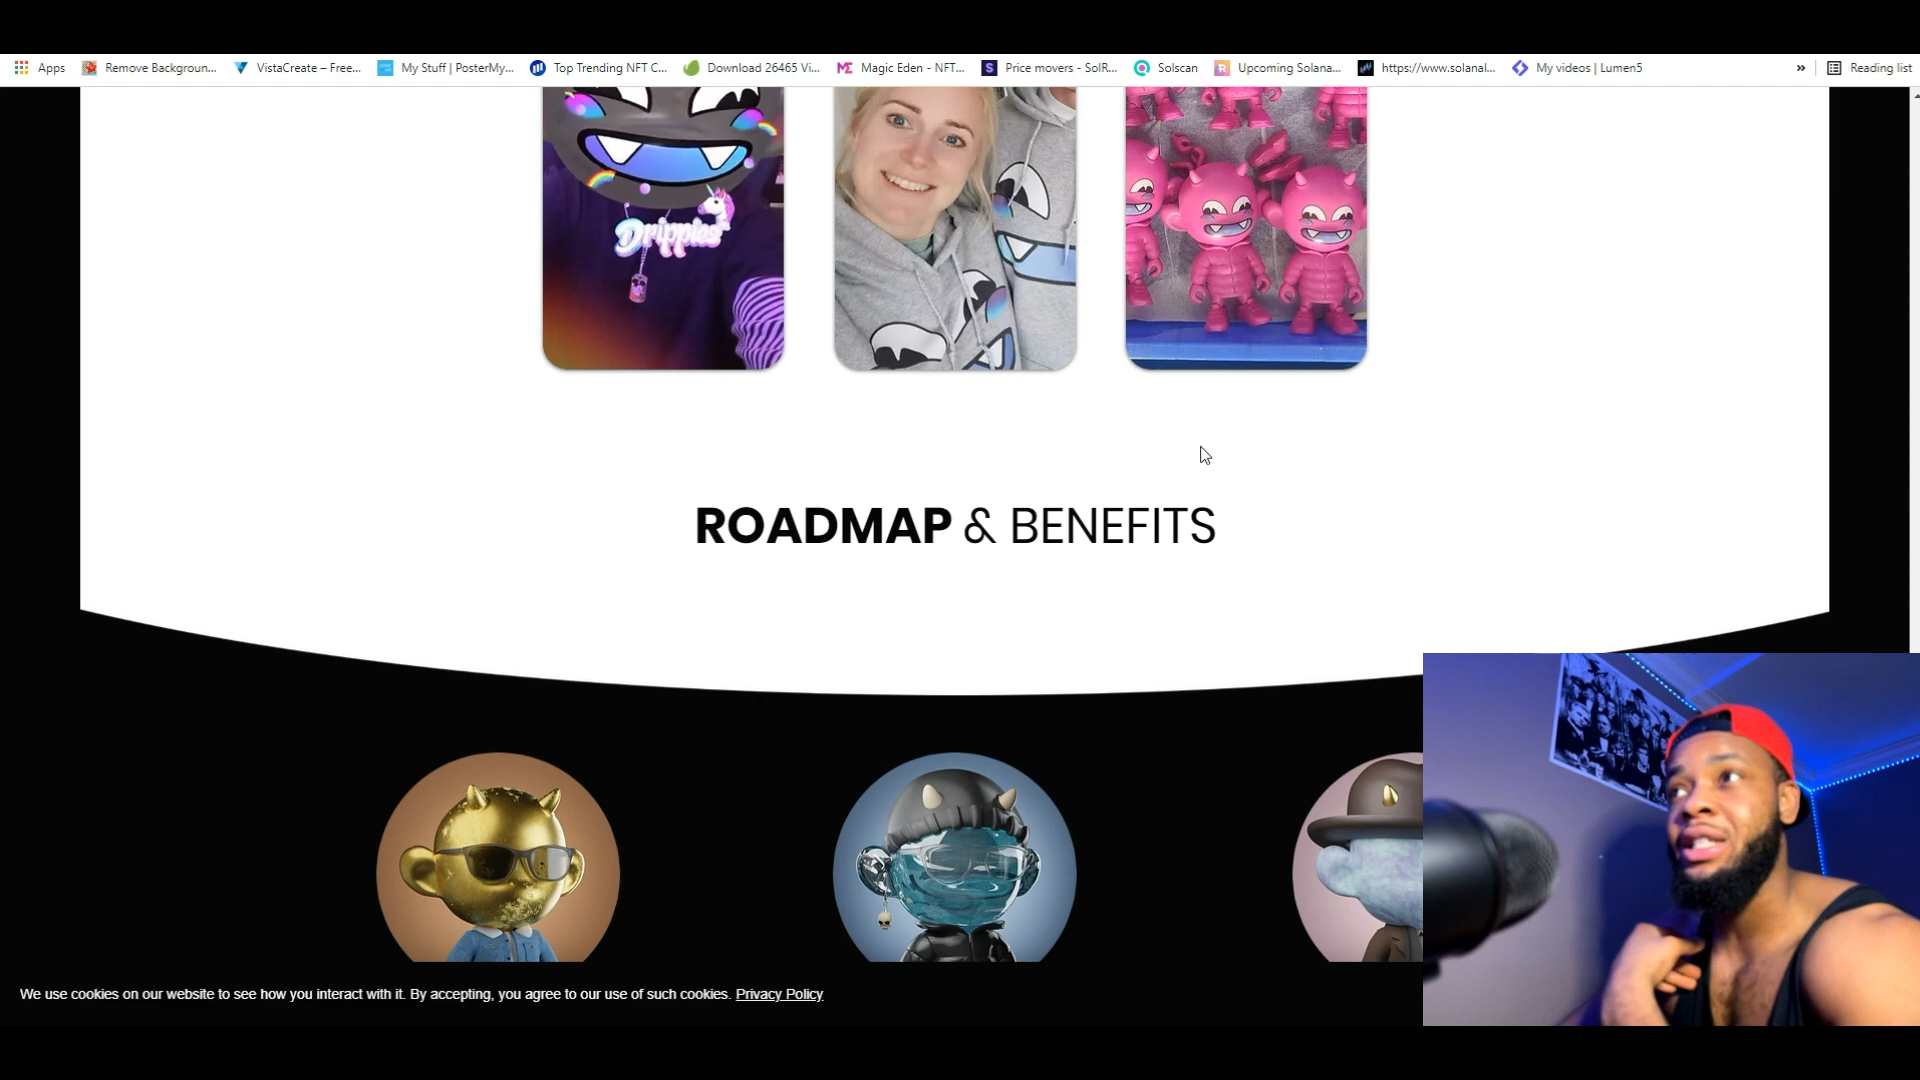 Apps Remove Backgroun... VistaCreate – Free... My Stuff | PosterMy... Top Trending NFT C... Download 26465 Vi... Magic Eden - NFT... Price movers - SolR... Solscan Upcoming Solana... https://www.solanal... My videos | Lumen5 » Reading list
Drippies
ROADMAP & BENEFITS
We use cookies on our website to see how you interact with it. By accepting, you agree to our use of such cookies. Privacy Policy